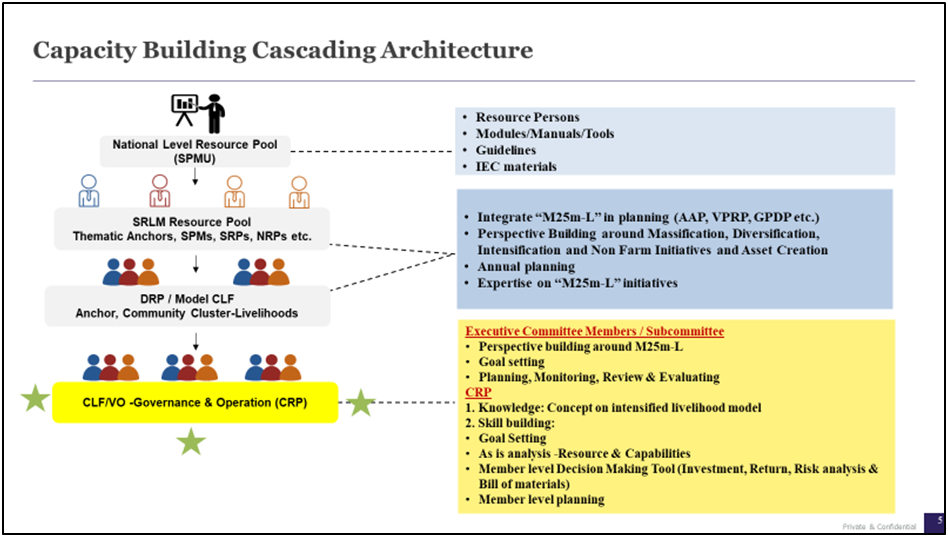 Capacity Building Cascading Architecture
National Level Resource Pool
(SPMU)
• Resource Persons
• Modules/Manuals/Tools
• Guidelines
• IEC materials
SRLM Resource Pool
Thematic Anchors, SPMs, SRPs, NRPs etc.
DRP / Model CLF
Anchor, Community Cluster-Livelihoods
• Integrate “M25m-L” in planning (AAP, VPRP, GPDP etc.)
• Perspective Building around Massification, Diversification,
Intensification and Non Farm Initiatives and Asset Creation
• Annual planning
• Expertise on “M25m-L” initiatives
CLF/VO -Governance & Operation (CRP)
Executive Committee Members / Subcommittee
• Perspective building around M25m-L
• Goal setting
• Planning, Monitoring, Review & Evaluating
CRP
1. Knowledge: Concept on intensified livelihood model
2. Skill building:
• Goal Setting
• As is analysis -Resource & Capabilities
• Member level Decision Making Tool (Investment, Return, Risk analysis &
Bill of materials)
• Member level planning
Private & Confidential
5